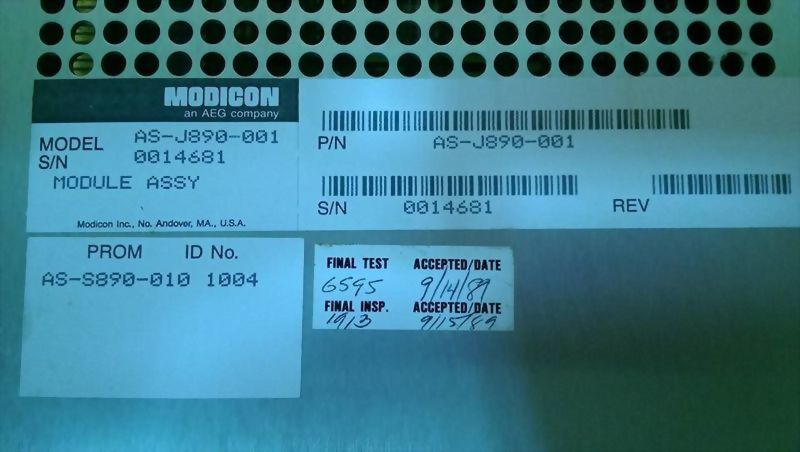 MODICON
an AEG company
MODEL AS-J890-001
S/N 0014681
MODULE ASSY
Modicon Inc., No. Andover, MA., U.S.A.
P/N AS-J890-001
S/N 0014681 REV
PROM ID No.
AS-S890-010 1004
FINAL TEST ACCEPTED/DATE
6595 9/14/89
FINAL INSP. ACCEPTED/DATE
1913 9/15/89